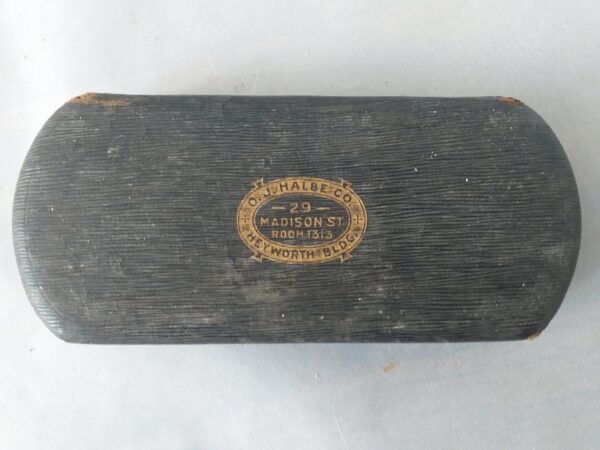 O. J. HALBE CO.
— 29 —
MADISON ST.
ROOM-1313
HEYWORTH BLDG.